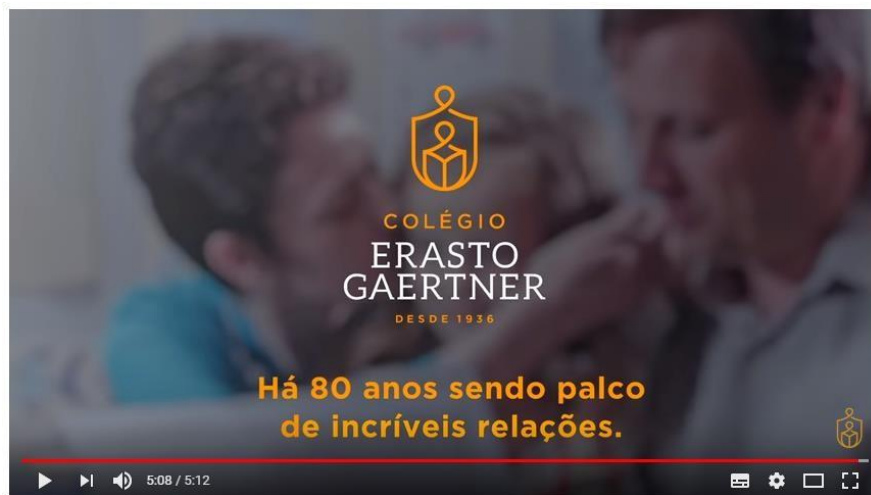 COLÉGIO
ERASTO
GAERTNER
DESDE 1936
Há 80 anos sendo palco
de incríveis relações.
5:08 / 5:12